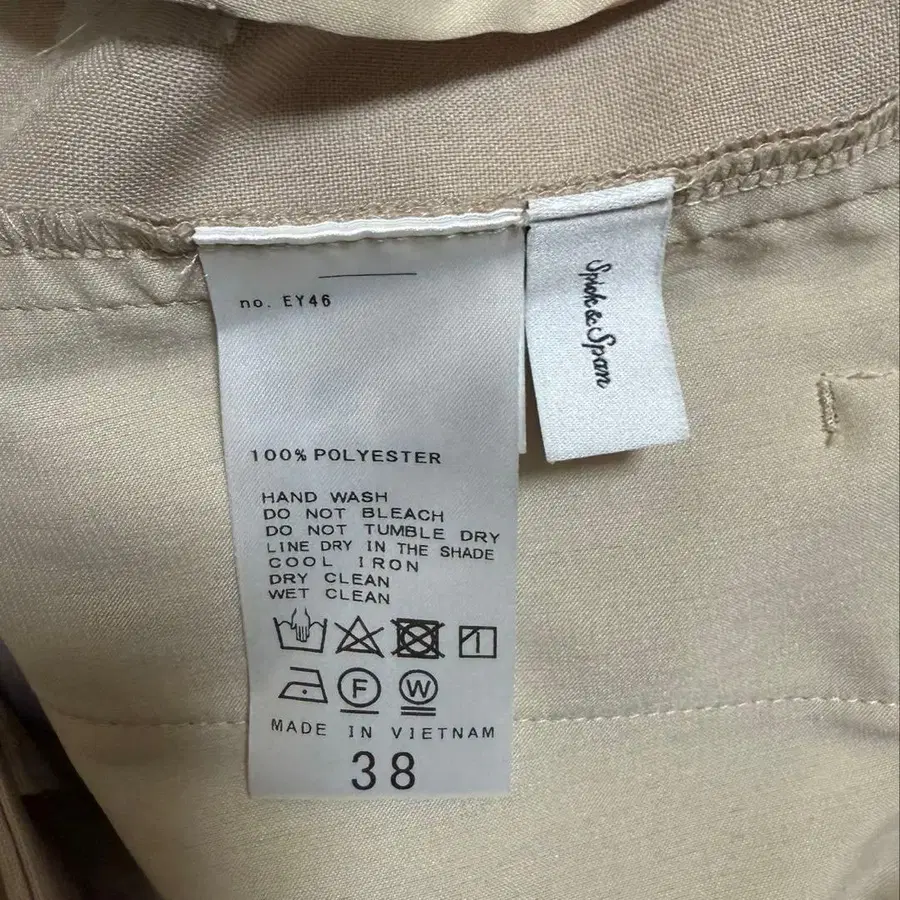 no. EY46
100% POLYESTER
HAND WASH
DO NOT BLEACH
DO NOT TUMBLE DRY
LINE DRY IN THE SHADE
COOL IRON
DRY CLEAN
WET CLEAN
F W
MADE IN VIETNAM
38
Spick & Span